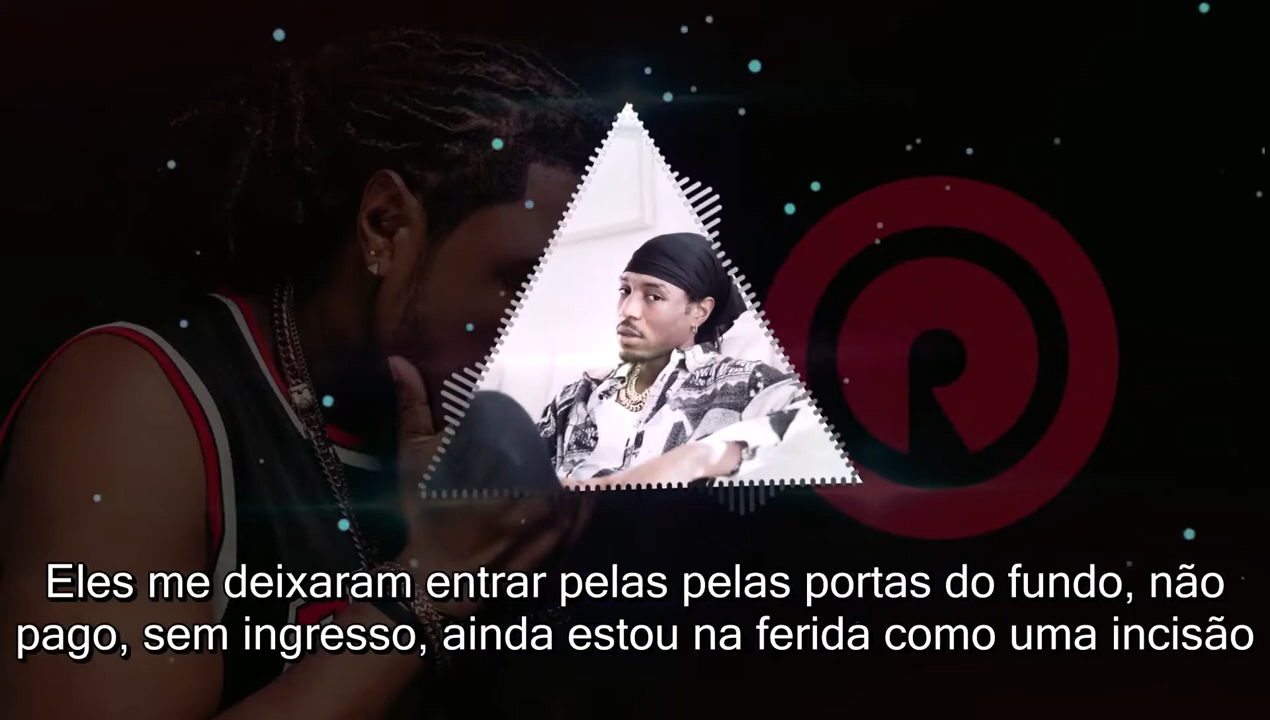 Eles me deixaram entrar pelas pelas portas do fundo, não
pago, sem ingresso, ainda estou na ferida como uma incisão